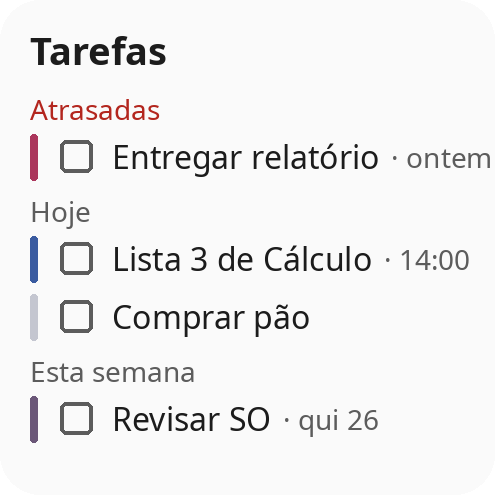 Tarefas
Atrasadas
Entregar relatório · ontem
Hoje
Lista 3 de Cálculo · 14:00
Comprar pão
Esta semana
Revisar SO · qui 26